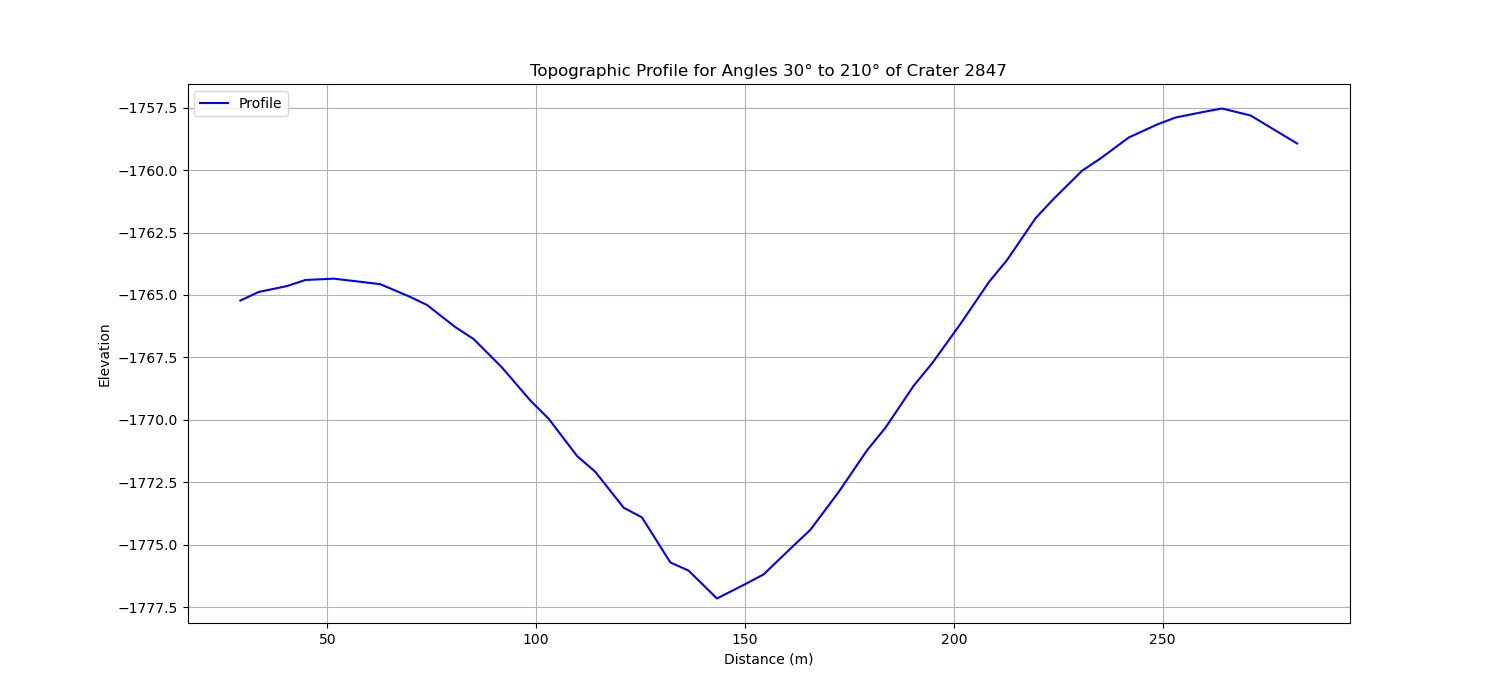 Topographic Profile for Angles 30° to 210° of Crater 2847
Profile
−1757.5
−1760.0
−1762.5
−1765.0
−1767.5
−1770.0
−1772.5
−1775.0
−1777.5
Elevation
50 100 150 200 250
Distance (m)